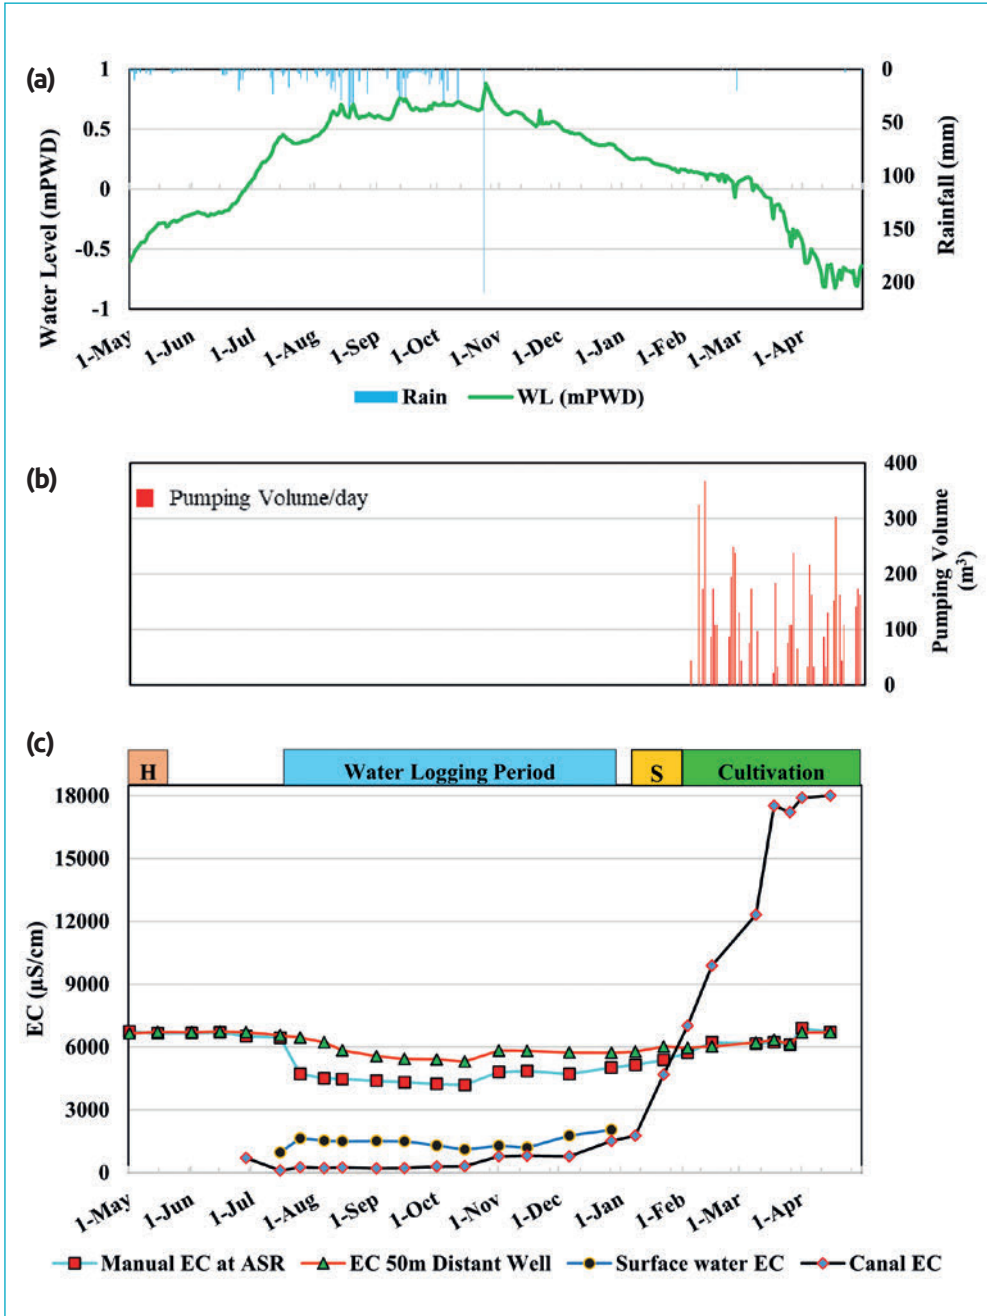 (a)
1
0.5
0
-0.5
-1
Water Level (mPWD)
0
50
100
150
200
Rainfall (mm)
1-May
1-Jun
1-Jul
1-Aug
1-Sep
1-Oct
1-Nov
1-Dec
1-Jan
1-Feb
1-Mar
1-Apr
Rain
WL (mPWD)
(b)
Pumping Volume/day
400
300
200
100
0
Pumping Volume
(m³)
(c)
H
Water Logging Period
S
Cultivation
18000
15000
12000
9000
6000
3000
0
EC (µS/cm)
1-May
1-Jun
1-Jul
1-Aug
1-Sep
1-Oct
1-Nov
1-Dec
1-Jan
1-Feb
1-Mar
1-Apr
Manual EC at ASR
EC 50m Distant Well
Surface water EC
Canal EC